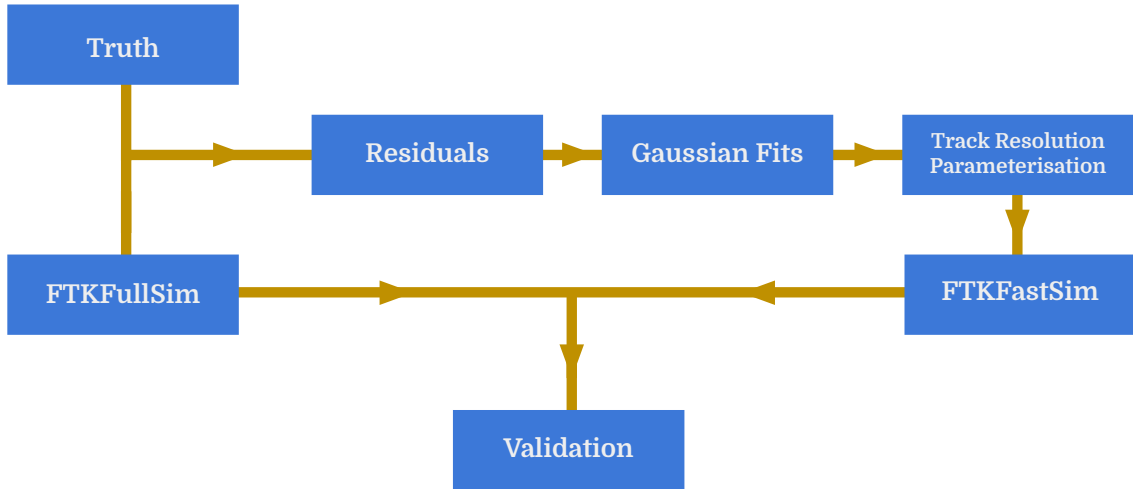 Truth
Residuals
Gaussian Fits
Track Resolution
Parameterisation
FTKFullSim
FTKFastSim
Validation